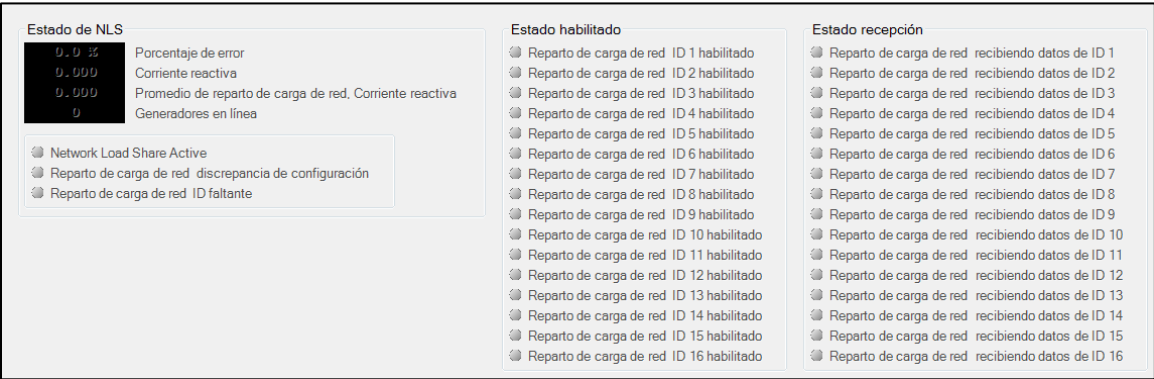 Estado de NLS
0.0 % Porcentaje de error
0.000 Corriente reactiva
0.000 Promedio de reparto de carga de red, Corriente reactiva
0 Generadores en línea
Network Load Share Active
Reparto de carga de red discrepancia de configuración
Reparto de carga de red ID faltante
Estado habilitado
Reparto de carga de red ID 1 habilitado
Reparto de carga de red ID 2 habilitado
Reparto de carga de red ID 3 habilitado
Reparto de carga de red ID 4 habilitado
Reparto de carga de red ID 5 habilitado
Reparto de carga de red ID 6 habilitado
Reparto de carga de red ID 7 habilitado
Reparto de carga de red ID 8 habilitado
Reparto de carga de red ID 9 habilitado
Reparto de carga de red ID 10 habilitado
Reparto de carga de red ID 11 habilitado
Reparto de carga de red ID 12 habilitado
Reparto de carga de red ID 13 habilitado
Reparto de carga de red ID 14 habilitado
Reparto de carga de red ID 15 habilitado
Reparto de carga de red ID 16 habilitado
Estado recepción
Reparto de carga de red recibiendo datos de ID 1
Reparto de carga de red recibiendo datos de ID 2
Reparto de carga de red recibiendo datos de ID 3
Reparto de carga de red recibiendo datos de ID 4
Reparto de carga de red recibiendo datos de ID 5
Reparto de carga de red recibiendo datos de ID 6
Reparto de carga de red recibiendo datos de ID 7
Reparto de carga de red recibiendo datos de ID 8
Reparto de carga de red recibiendo datos de ID 9
Reparto de carga de red recibiendo datos de ID 10
Reparto de carga de red recibiendo datos de ID 11
Reparto de carga de red recibiendo datos de ID 12
Reparto de carga de red recibiendo datos de ID 13
Reparto de carga de red recibiendo datos de ID 14
Reparto de carga de red recibiendo datos de ID 15
Reparto de carga de red recibiendo datos de ID 16